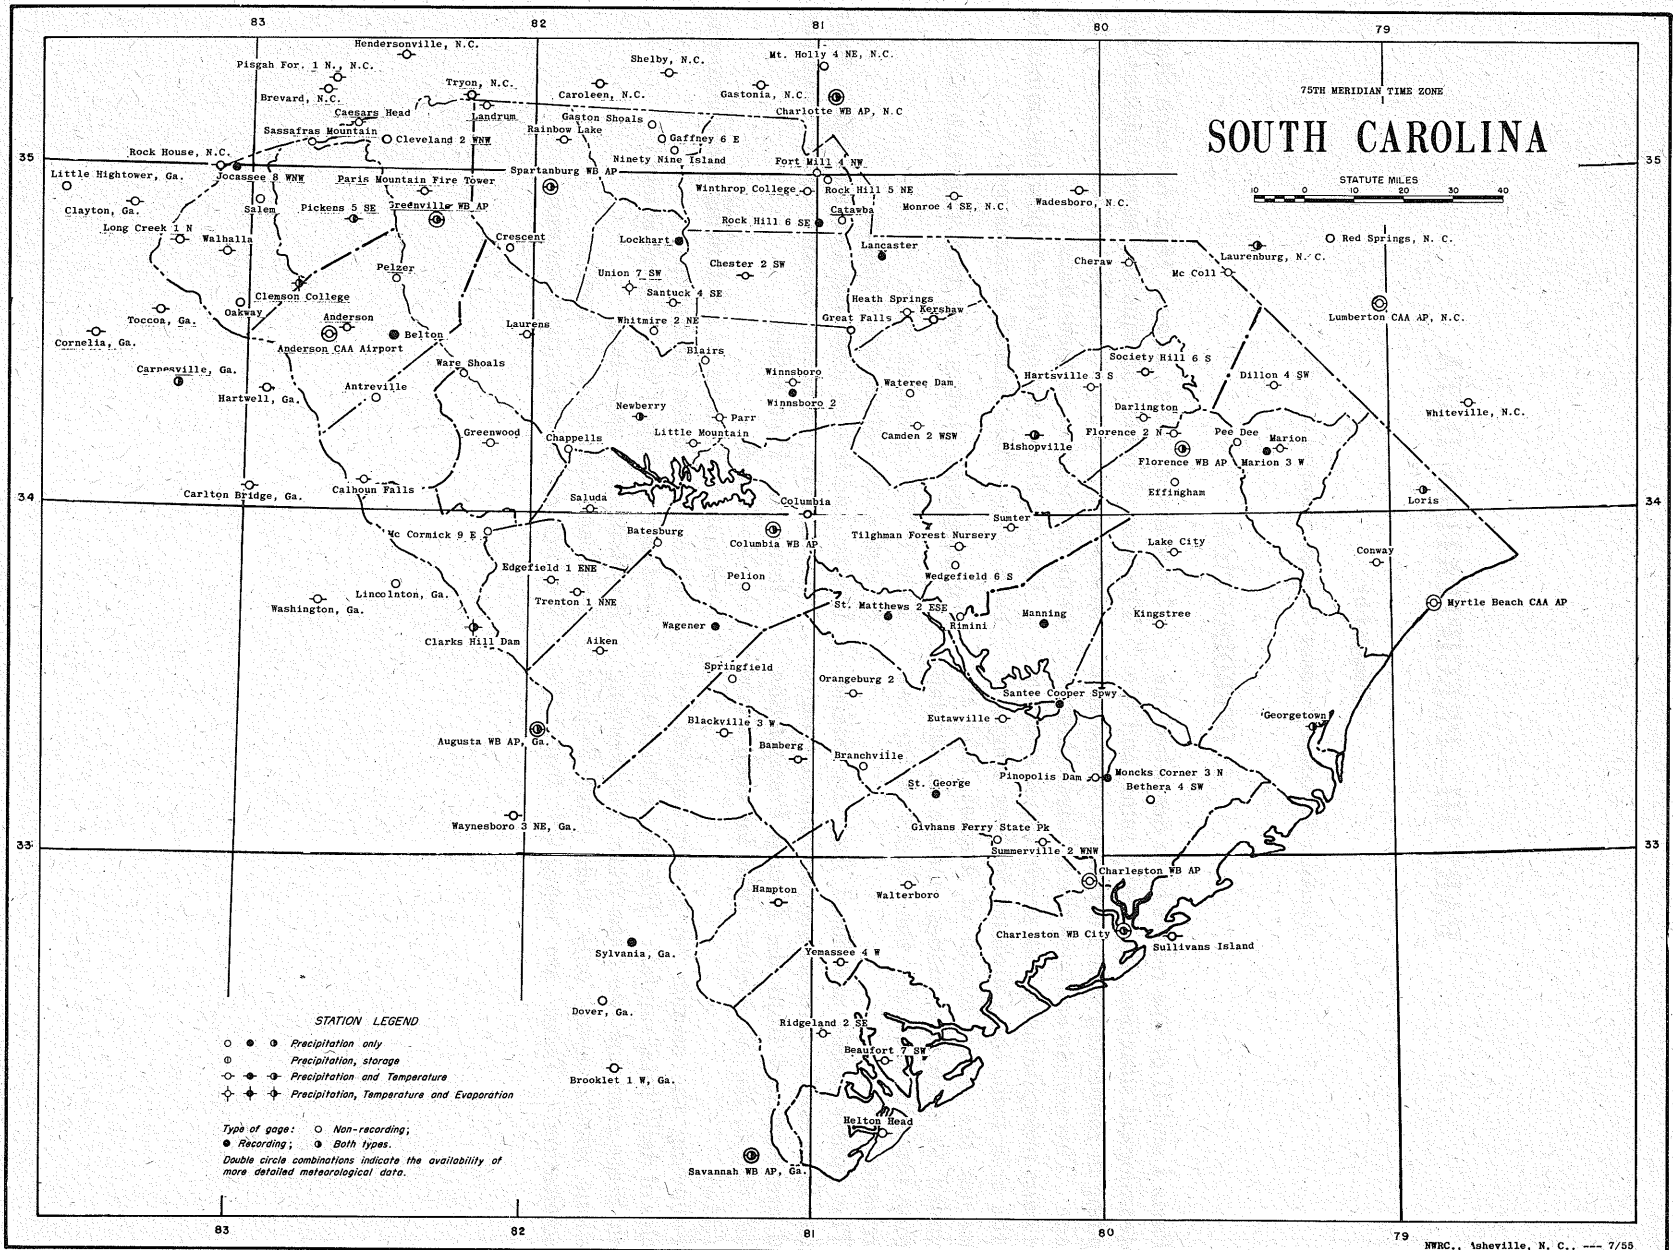 83
82
81
80
79
Hendersonville, N.C.
Pisgah For. 1 N., N.C.
Brevard, N.C.
Tryon, N.C.
Shelby, N.C.
Mt. Holly 4 NE, N.C.
Caroleen, N.C.
Gastonia, N.C.
Charlotte WB AP, N.C
75TH MERIDIAN TIME ZONE
SOUTH CAROLINA
STATUTE MILES
10 0 10 20 30 40
Caesars Head
Landrum
Gaston Shoals
Sassafras Mountain
Cleveland 2 WNW
Rainbow Lake
Gaffney 6 E
Ninety Nine Island
Fort Mill 4 NW
35
35
Rock House, N.C.
Jocassee 8 WNW
Little Hightower, Ga.
Paris Mountain Fire Tower
Spartanburg WB AP
Winthrop College
Rock Hill 5 NE
Monroe 4 SE, N.C.
Wadesboro, N.C.
Clayton, Ga.
Salem
Pickens 5 SE
Greenville WB AP
Catawba
Rock Hill 6 SE
Long Creek 1 N
Walhalla
Crescent
Lockhart
Lancaster
Red Springs, N. C.
Laurenburg, N. C.
Cheraw
Mc Coll
Pelzer
Union 7 SW
Chester 2 SW
Clemson College
Santuck 4 SE
Heath Springs
Kershaw
Oakway
Toccoa, Ga.
Anderson
Laurens
Whitmire 2 NE
Great Falls
Lumberton CAA AP, N.C.
Cornelia, Ga.
Anderson CAA Airport
Belton
Blairs
Society Hill 6 S
Carnesville, Ga.
Ware Shoals
Winnsboro
Wateree Dam
Hartsville 3 S
Dillon 4 SW
Antreville
Hartwell, Ga.
Winnsboro 2
Newberry
Parr
Darlington
Whiteville, N.C.
Greenwood
Chappells
Little Mountain
Camden 2 WSW
Bishopville
Florence 2 N
Pee Dee
Marion
Florence WB AP
Marion 3 W
Carlton Bridge, Ga.
Calhoun Falls
Effingham
Loris
34
34
Saluda
Columbia
Sumter
Mc Cormick 9 E
Batesburg
Columbia WB AP
Tilghman Forest Nursery
Lake City
Conway
Edgefield 1 ENE
Pelion
Wedgefield 6 S
Lincolnton, Ga.
Washington, Ga.
Trenton 1 NNE
St. Matthews 2 ESE
Manning
Kingstree
Myrtle Beach CAA AP
Clarks Hill Dam
Wagener
Rimini
Aiken
Springfield
Orangeburg 2
Santee Cooper Spwy
Augusta WB AP, Ga.
Blackville 3 W
Eutawville
Georgetown
Bamberg
Branchville
Pinopolis Dam
Moncks Corner 3 N
St. George
Bethera 4 SW
Waynesboro 3 NE, Ga.
Givhans Ferry State Pk
Summerville 2 WNW
33
33
Charleston WB AP
Hampton
Walterboro
Charleston WB City
Sullivans Island
Sylvania, Ga.
Yemassee 4 W
Dover, Ga.
Ridgeland 2 SE
Beaufort 7 SW
Brooklet 1 W, Ga.
Helton Head
Savannah WB AP, Ga.
STATION LEGEND
Precipitation only
Precipitation, storage
Precipitation and Temperature
Precipitation, Temperature and Evaporation
Type of gage: Non-recording;
Recording; Both types.
Double circle combinations indicate the availability of
more detailed meteorological data.
83
82
81
80
79
NWRC., Asheville, N. C., --- 7/55